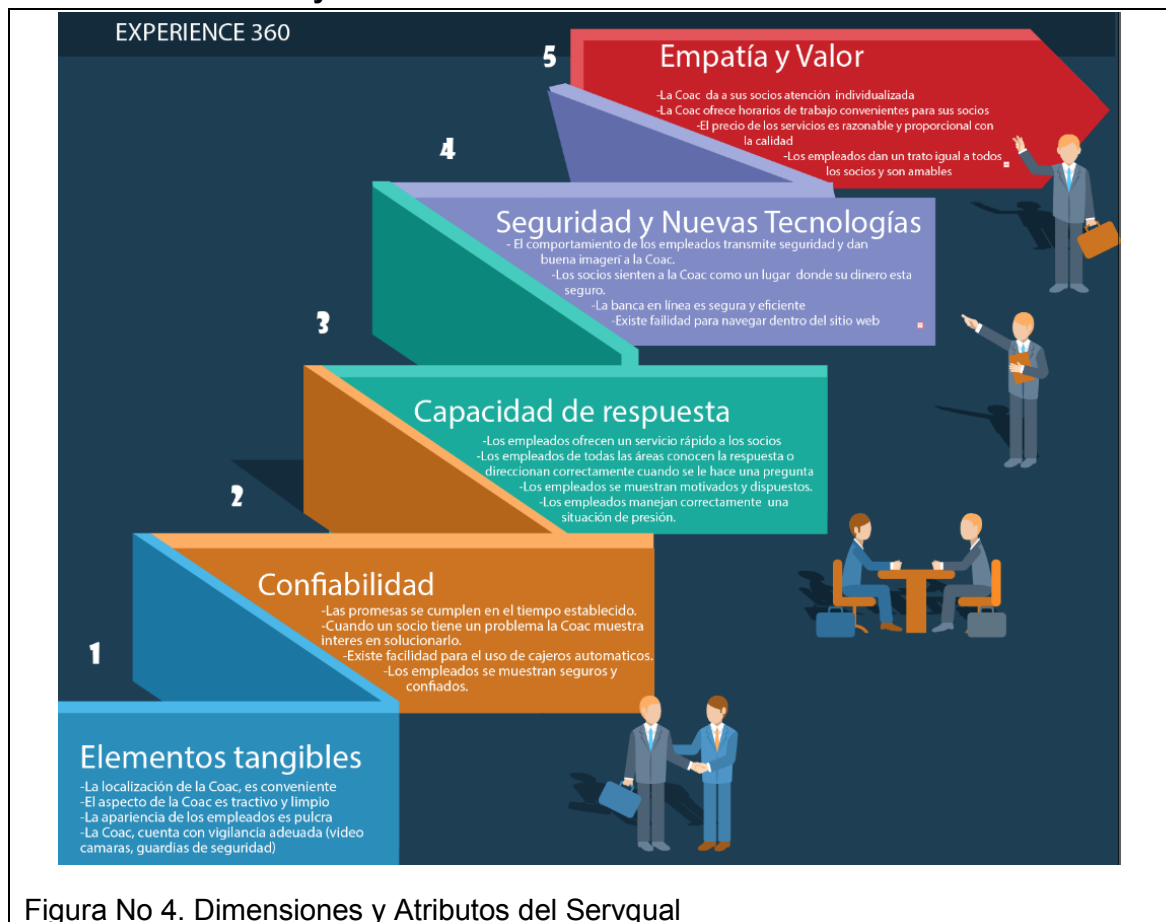 EXPERIENCE 360
5
Empatía y Valor
-La Coac da a sus socios atención individualizada
-La Coac ofrece horarios de trabajo convenientes para sus socios
-El precio de los servicios es razonable y proporcional con
la calidad
-Los empleados dan un trato igual a todos
los socios y son amables
4
Seguridad y Nuevas Tecnologías
- El comportamiento de los empleados transmite seguridad y dan
buena imagerí a la Coac.
-Los socios sienten a la Coac como un lugar donde su dinero esta
seguro.
-La banca en línea es segura y eficiente
-Existe failidad para navegar dentro del sitio web
3
Capacidad de respuesta
-Los empleados ofrecen un servicio rápido a los socios
-Los empleados de todas las áreas conocen la respuesta o
direccionan correctamente cuando se le hace una pregunta
-Los empleados se muestran motivados y dispuestos.
-Los empleados manejan correctamente una
situación de presión.
2
Confiabilidad
-Las promesas se cumplen en el tiempo establecido.
-Cuando un socio tiene un problema la Coac muestra
interes en solucionarlo.
-Existe facilidad para el uso de cajeros automaticos.
-Los empleados se muestran seguros y
confiados.
1
Elementos tangibles
-La localización de la Coac, es conveniente
-El aspecto de la Coac es tractivo y limpio
-La apariencia de los empleados es pulcra
-La Coac, cuenta con vigilancia adeuada (video
camaras, guardias de seguridad)
Figura No 4. Dimensiones y Atributos del Servqual